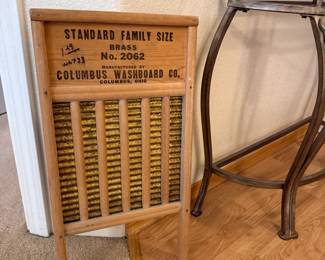 STANDARD FAMILY SIZE
BRASS
No. 2062
MANUFACTURED BY
COLUMBUS WASHBOARD CO.
COLUMBUS, OHIO